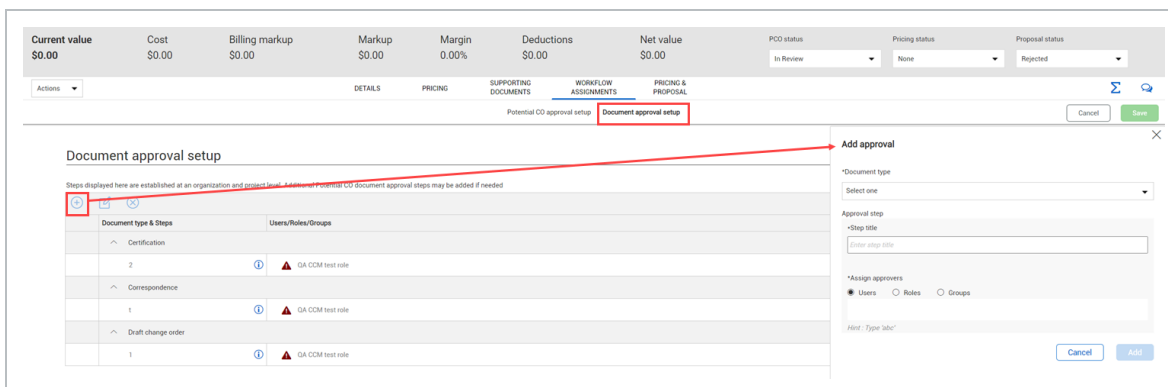 Current value Cost Billing markup Markup Margin Deductions Net value PCO status Pricing status Proposal status
$0.00 $0.00 $0.00 $0.00 0.00% $0.00 $0.00 In Review None Rejected
Actions DETAILS PRICING SUPPORTING DOCUMENTS WORKFLOW ASSIGNMENTS PRICING & PROPOSAL
Potential CO approval setup Document approval setup Cancel Save
Document approval setup
Steps displayed here are established at an organization and project level. Additional Potential CO document approval steps may be added if needed
Document type & Steps Users/Roles/Groups
Certification
2 QA CCM test role
Correspondence
1 QA CCM test role
Draft change order
1 QA CCM test role
Add approval
*Document type
Select one
Approval step
*Step title
Enter step title
*Assign approvers
Users Roles Groups
Hint : Type 'abc'
Cancel Add